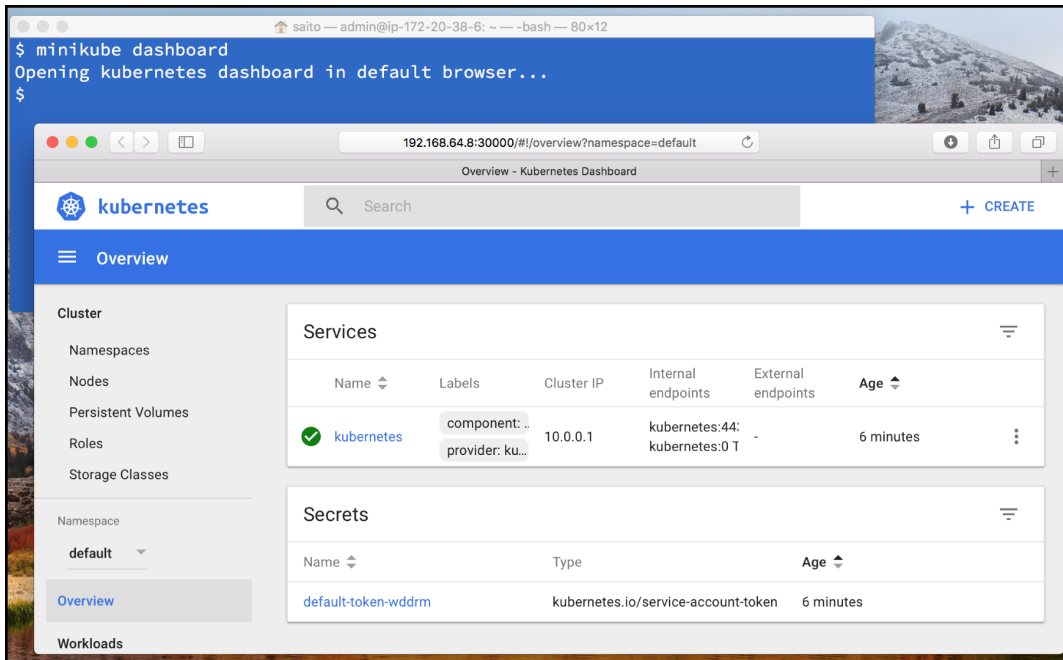 saito — admin@ip-172-20-38-6: ~ — -bash — 80×12
$ minikube dashboard
Opening kubernetes dashboard in default browser...
$
192.168.64.8:30000/#!/overview?namespace=default
Overview - Kubernetes Dashboard
kubernetes
Search
+ CREATE
Overview
Cluster
Namespaces
Nodes
Persistent Volumes
Roles
Storage Classes
Namespace
default
Overview
Workloads
Services
Name Labels Cluster IP Internal endpoints External endpoints Age
kubernetes component: .. provider: ku... 10.0.0.1 kubernetes:44 kubernetes:0 T - 6 minutes
Secrets
Name Type Age
default-token-wddrm kubernetes.io/service-account-token 6 minutes